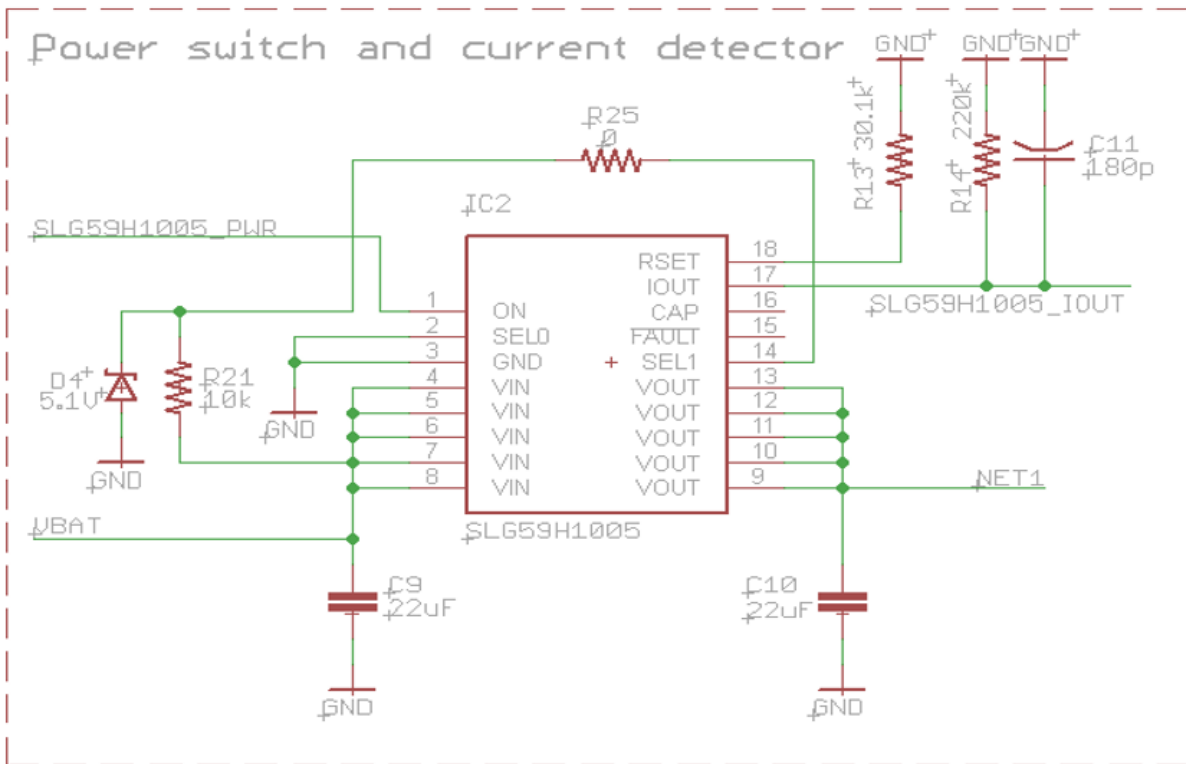 Power switch and current detector
GND
GND
GND
R25
0
R13
30.1k
R14
220k
C11
180p
IC2
SLG59H1005_PWR
RSET 18
IOUT 17
SLG59H1005_IOUT
1 ON
CAP 16
2 SEL0
FAULT 15
3 GND
SEL1 14
4 VIN
VOUT 13
5 VIN
VOUT 12
6 VIN
VOUT 11
7 VIN
VOUT 10
8 VIN
VOUT 9
D4
5.1V
R21
10k
GND
GND
NET1
VBAT
SLG59H1005
C9
22uF
C10
22uF
GND
GND